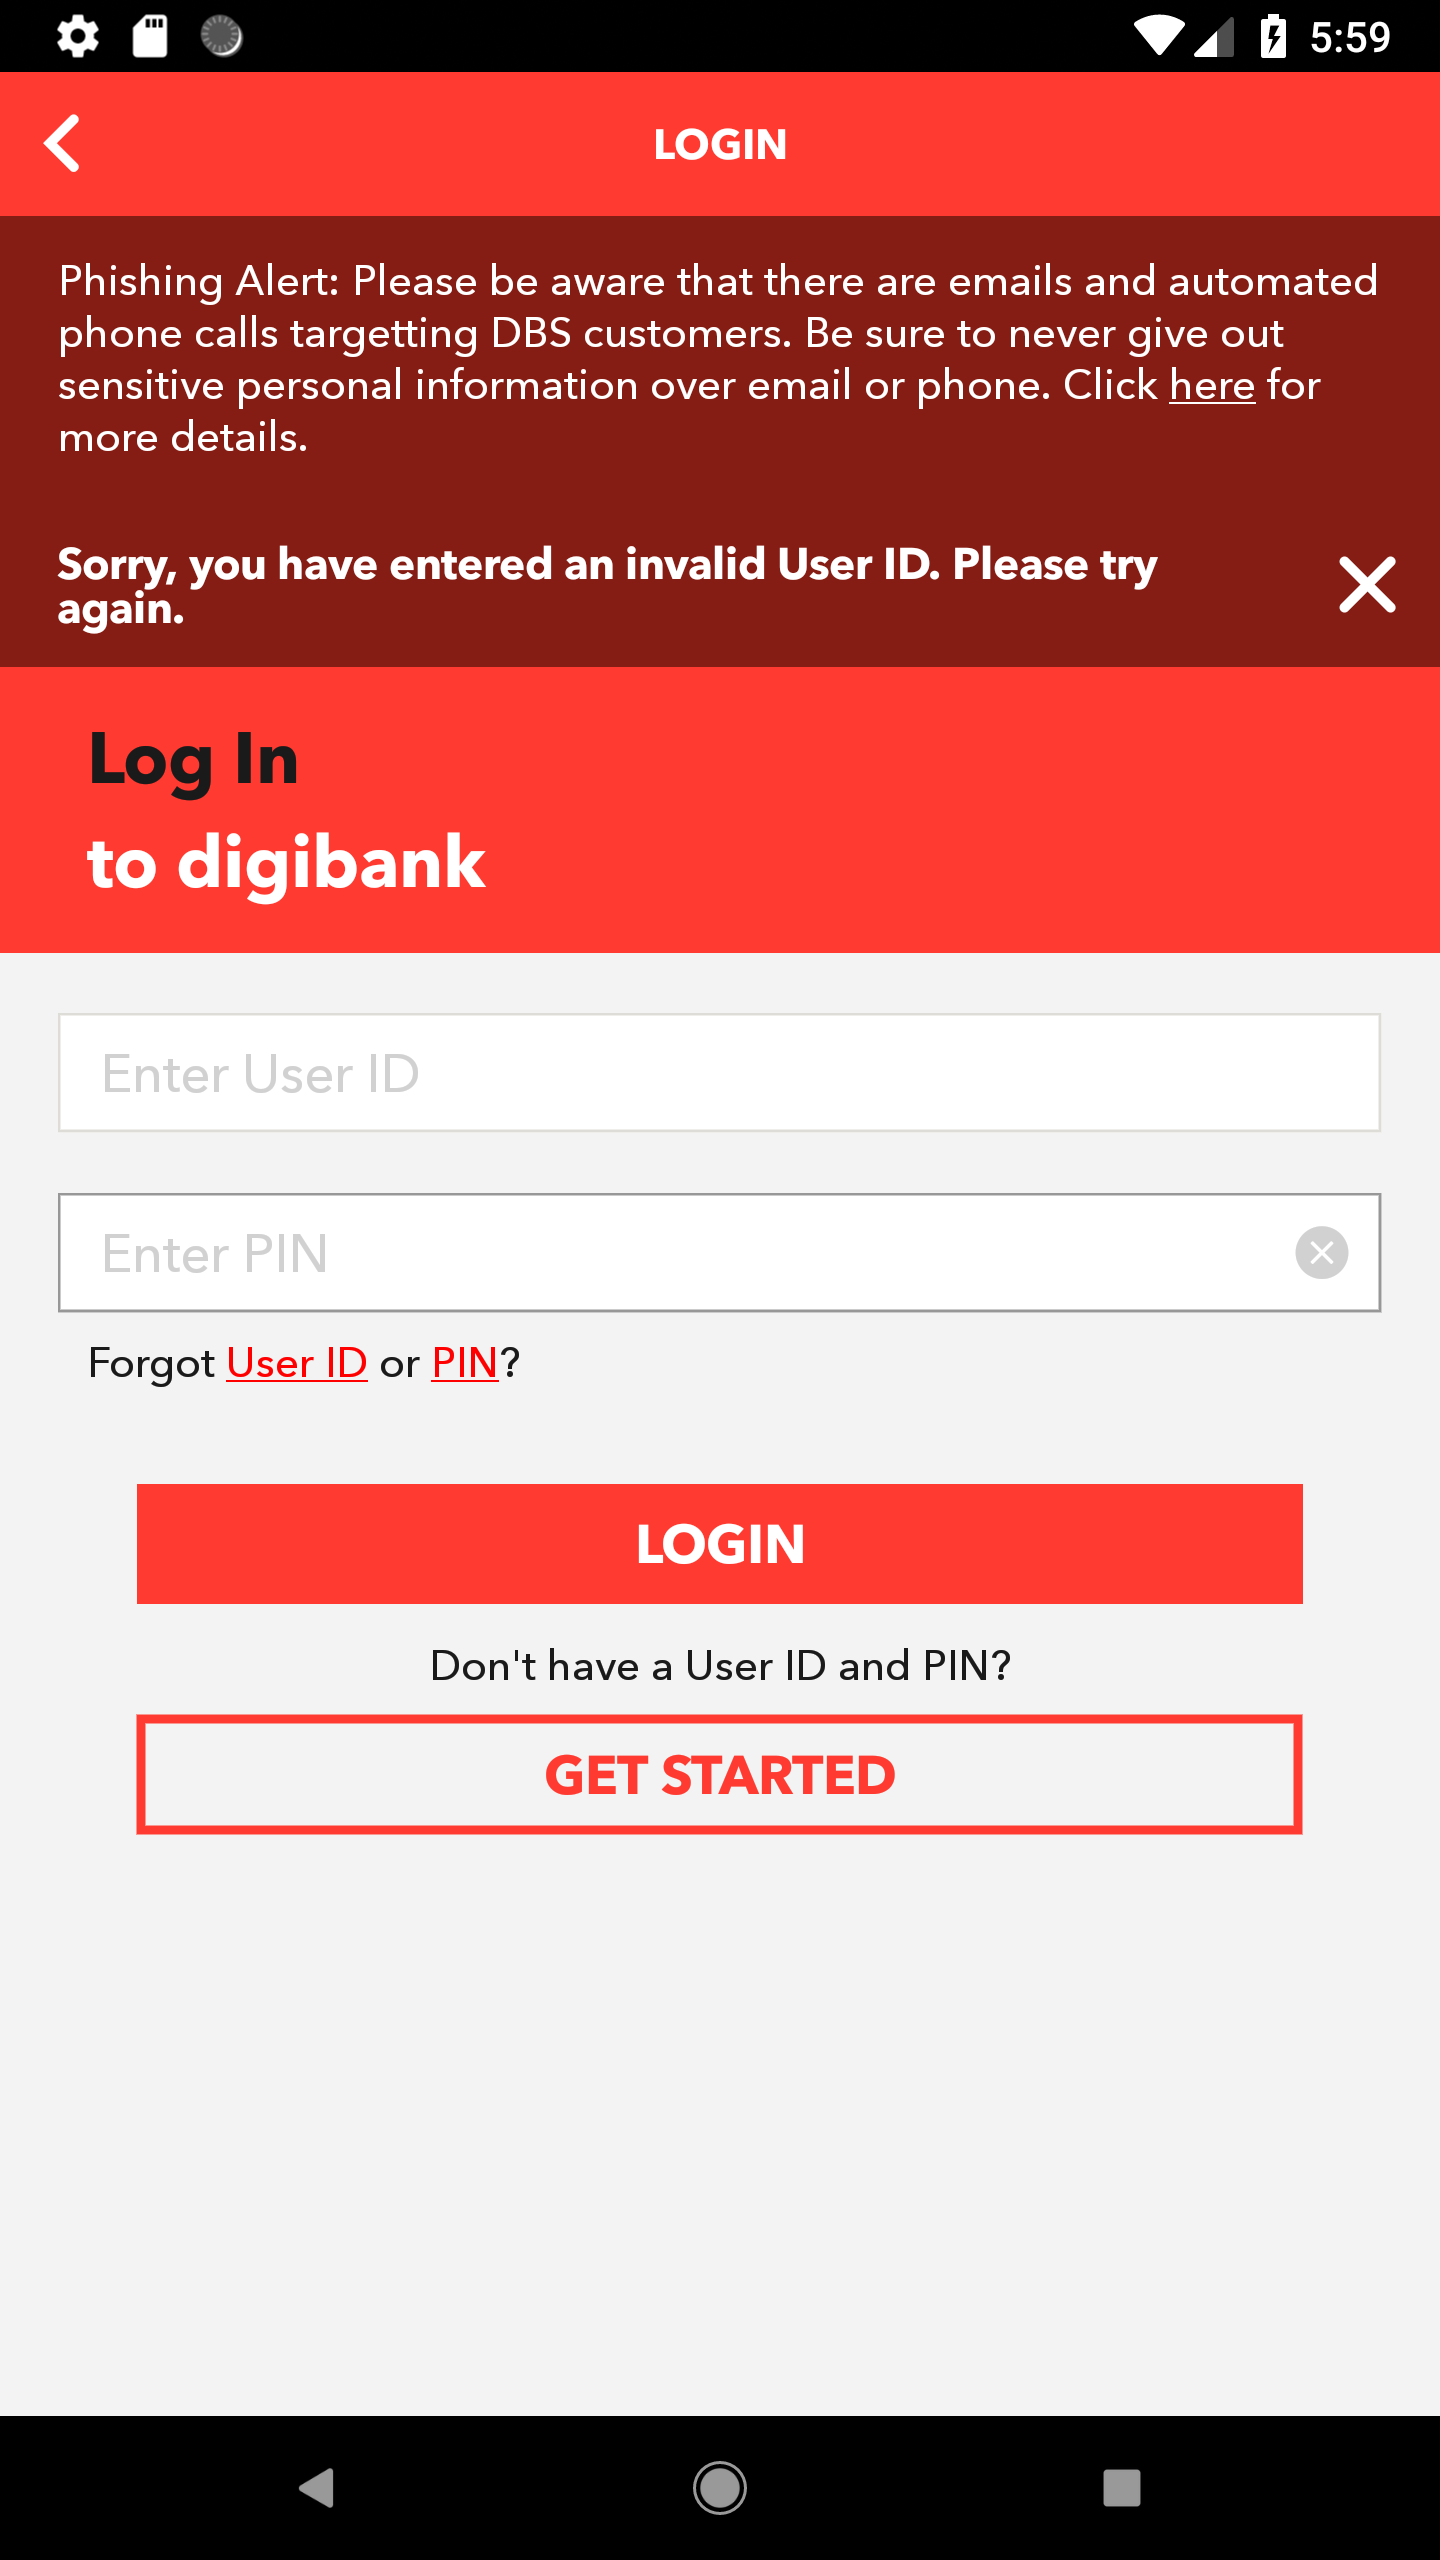 5:59
LOGIN
Phishing Alert: Please be aware that there are emails and automated
phone calls targetting DBS customers. Be sure to never give out
sensitive personal information over email or phone. Click here for
more details.
Sorry, you have entered an invalid User ID. Please try
again.
Log In
to digibank
Enter User ID
Enter PIN
Forgot User ID or PIN?
LOGIN
Don't have a User ID and PIN?
GET STARTED